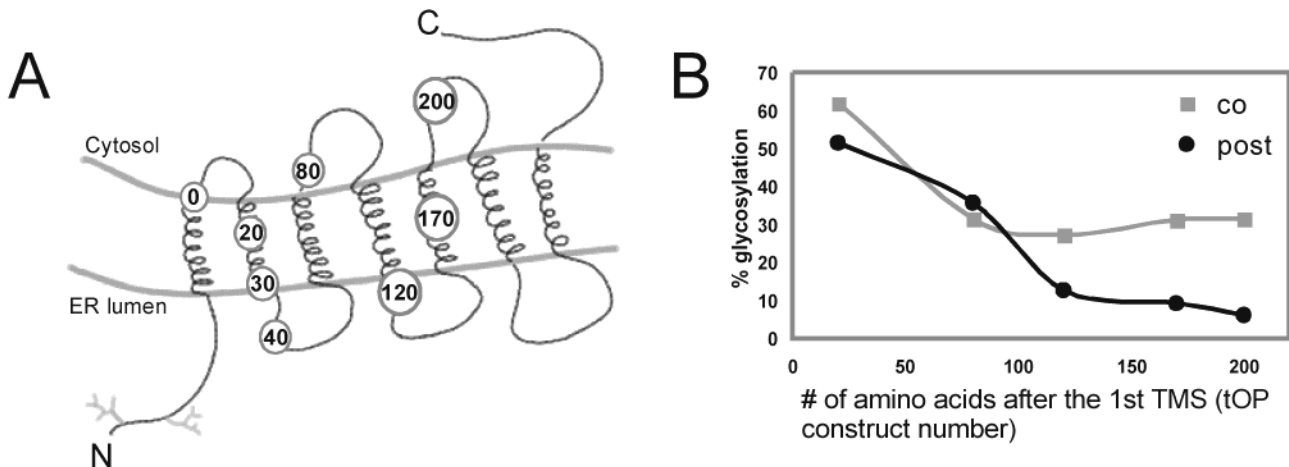 A
C
Cytosol
0
20
30
40
80
120
170
200
ER lumen
N
B
% glycosylation
70
60
50
40
30
20
10
0
co
post
0 50 100 150 200
# of amino acids after the 1st TMS (tOP
construct number)